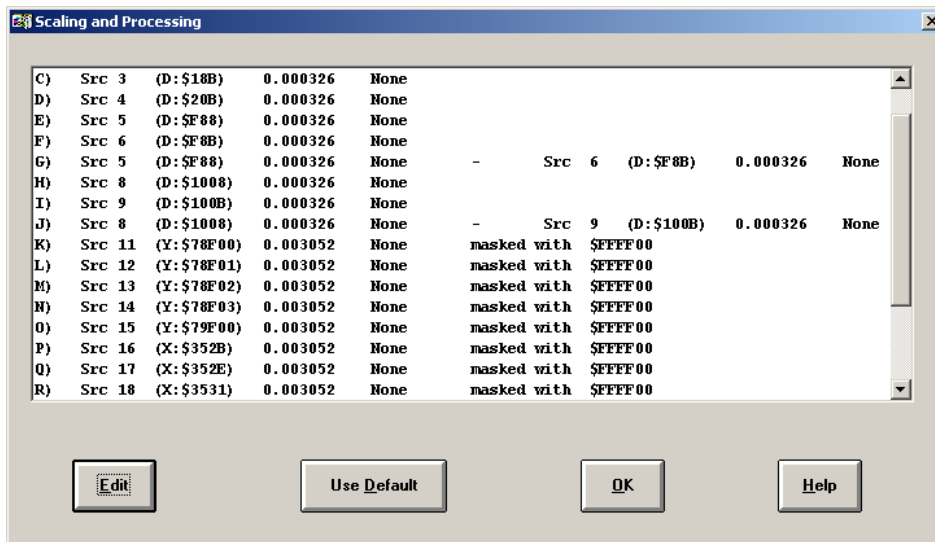 Scaling and Processing
C) Src 3 (D:$18B) 0.000326 None
D) Src 4 (D:$20B) 0.000326 None
E) Src 5 (D:$F88) 0.000326 None
F) Src 6 (D:$F8B) 0.000326 None
G) Src 5 (D:$F88) 0.000326 None - Src 6 (D:$F8B) 0.000326 None
H) Src 8 (D:$1008) 0.000326 None
I) Src 9 (D:$100B) 0.000326 None
J) Src 8 (D:$1008) 0.000326 None - Src 9 (D:$100B) 0.000326 None
K) Src 11 (Y:$78F00) 0.003052 None masked with $FFFF00
L) Src 12 (Y:$78F01) 0.003052 None masked with $FFFF00
M) Src 13 (Y:$78F02) 0.003052 None masked with $FFFF00
N) Src 14 (Y:$78F03) 0.003052 None masked with $FFFF00
O) Src 15 (Y:$79F00) 0.003052 None masked with $FFFF00
P) Src 16 (X:$352B) 0.003052 None masked with $FFFF00
Q) Src 17 (X:$352E) 0.003052 None masked with $FFFF00
R) Src 18 (X:$3531) 0.003052 None masked with $FFFF00
Edit Use Default OK Help